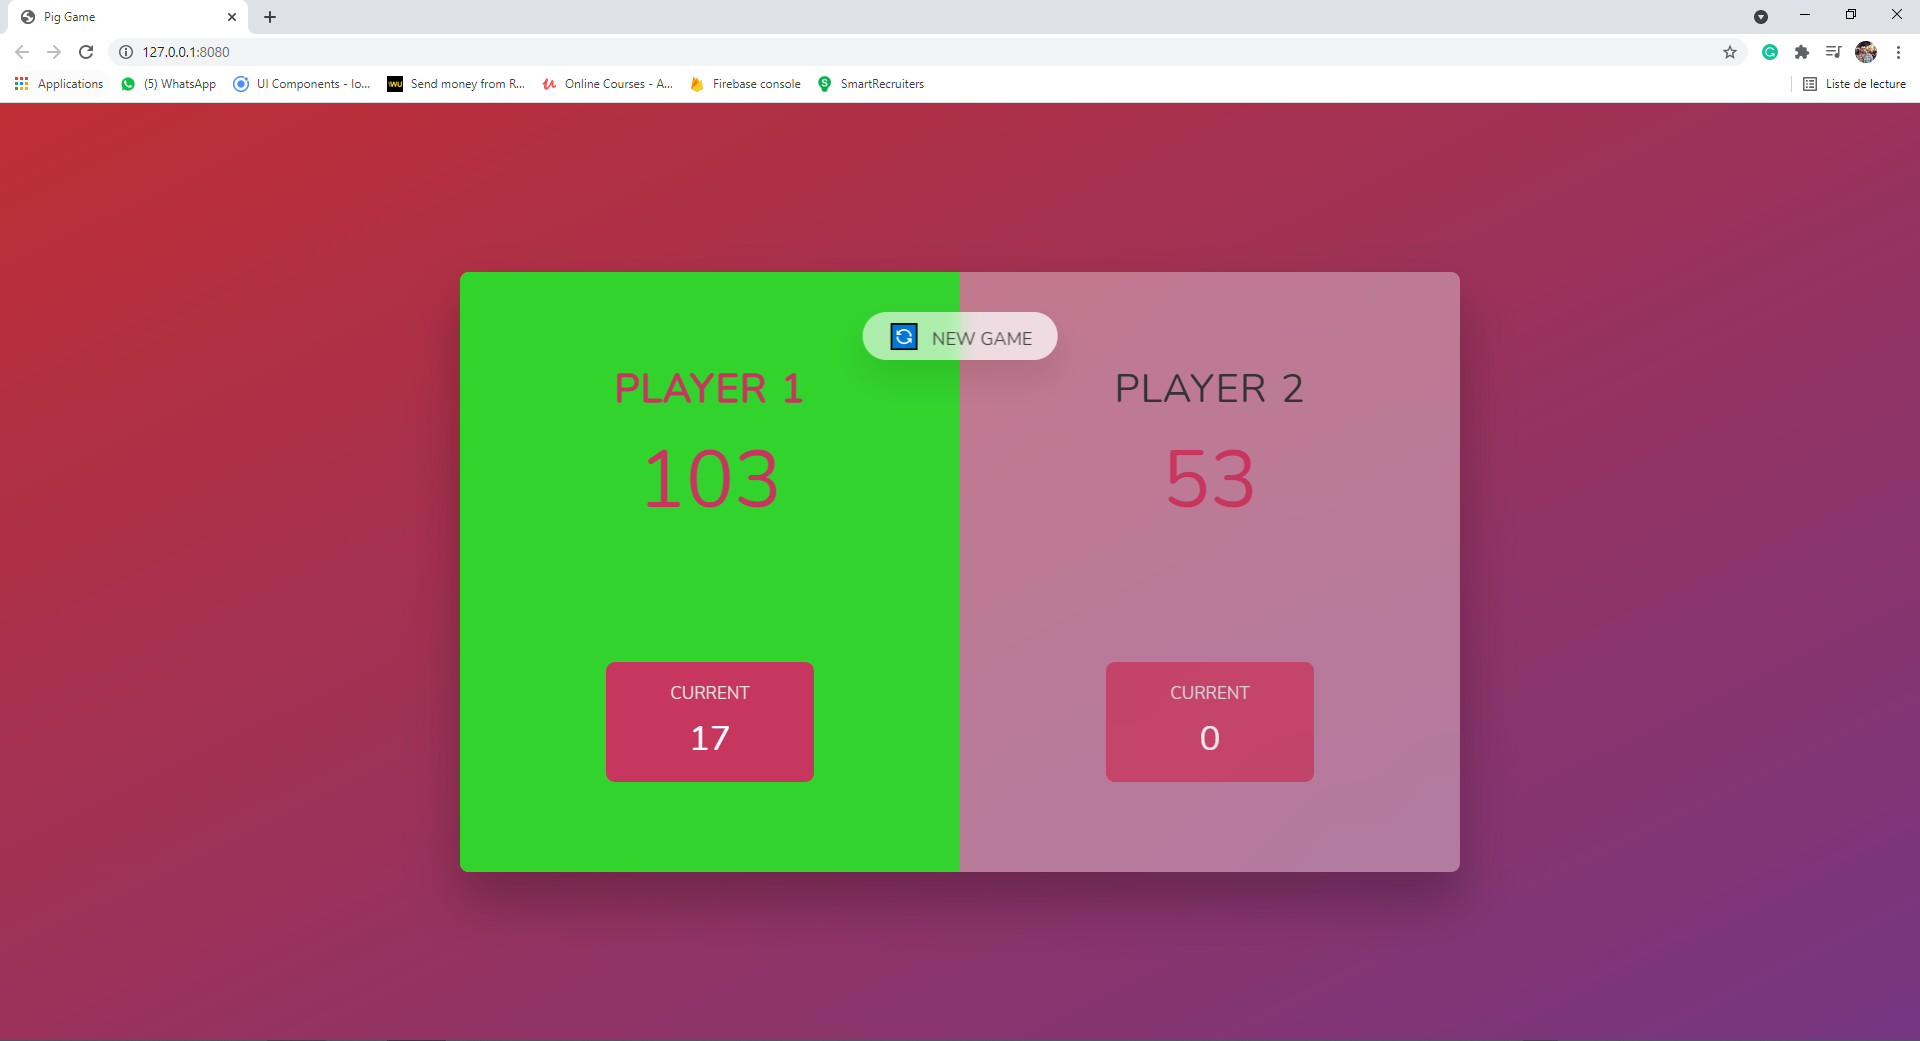 Pig Game
127.0.0.1:8080
Applications
(5) WhatsApp
UI Components - Io...
WU
Send money from R...
Online Courses - A...
Firebase console
S
SmartRecruiters
Liste de lecture
NEW GAME
PLAYER 1
PLAYER 2
103
53
CURRENT
CURRENT
17
0